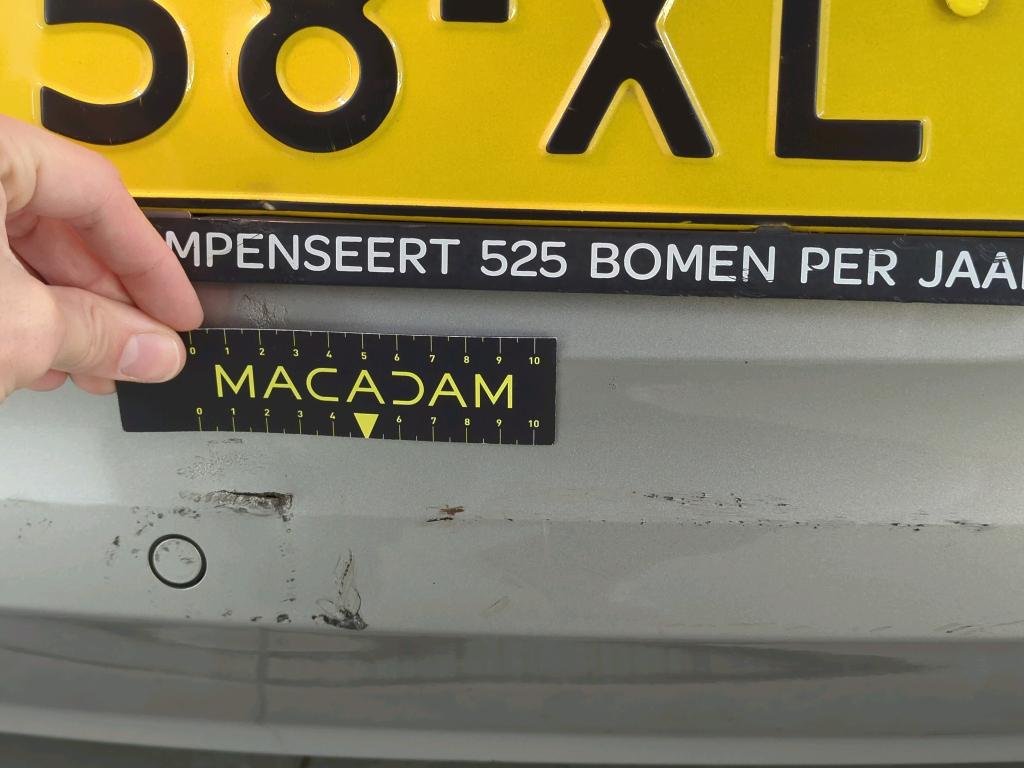 58-XL
MPENSEERT 525 BOMEN PER JAA
0 1 2 3 4 5 6 7 8 9 10
MACADAM
0 1 2 3 4 6 7 8 9 10